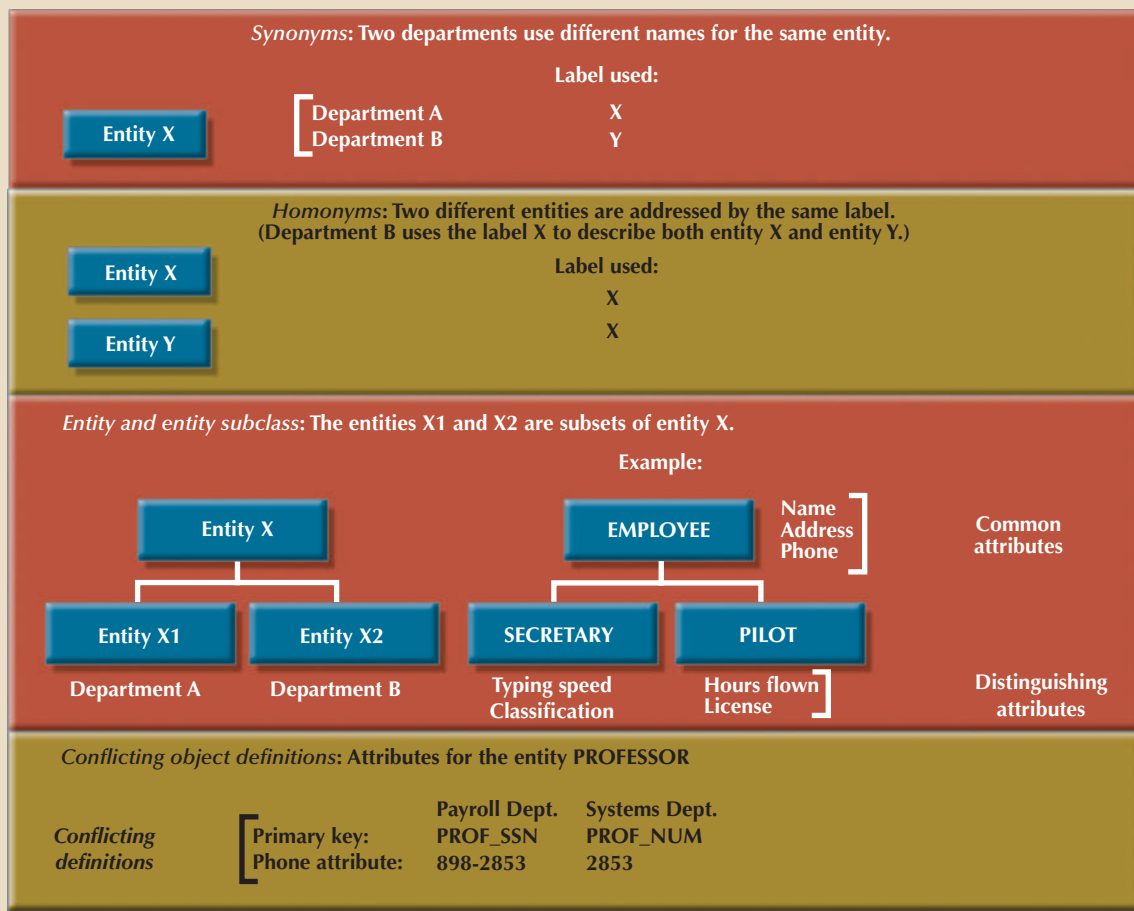 Synonyms: Two departments use different names for the same entity.
Label used:
Entity X
Department A X
Department B Y
Homonyms: Two different entities are addressed by the same label.
(Department B uses the label X to describe both entity X and entity Y.)
Entity X
Label used:
X
X
Entity Y
Entity and entity subclass: The entities X1 and X2 are subsets of entity X.
Example:
Entity X
EMPLOYEE
Name
Address
Phone
Common
attributes
Entity X1
Entity X2
SECRETARY
PILOT
Department A
Department B
Typing speed
Classification
Hours flown
License
Distinguishing
attributes
Conflicting object definitions: Attributes for the entity PROFESSOR
Payroll Dept. Systems Dept.
Conflicting
definitions
Primary key: PROF_SSN PROF_NUM
Phone attribute: 898-2853 2853